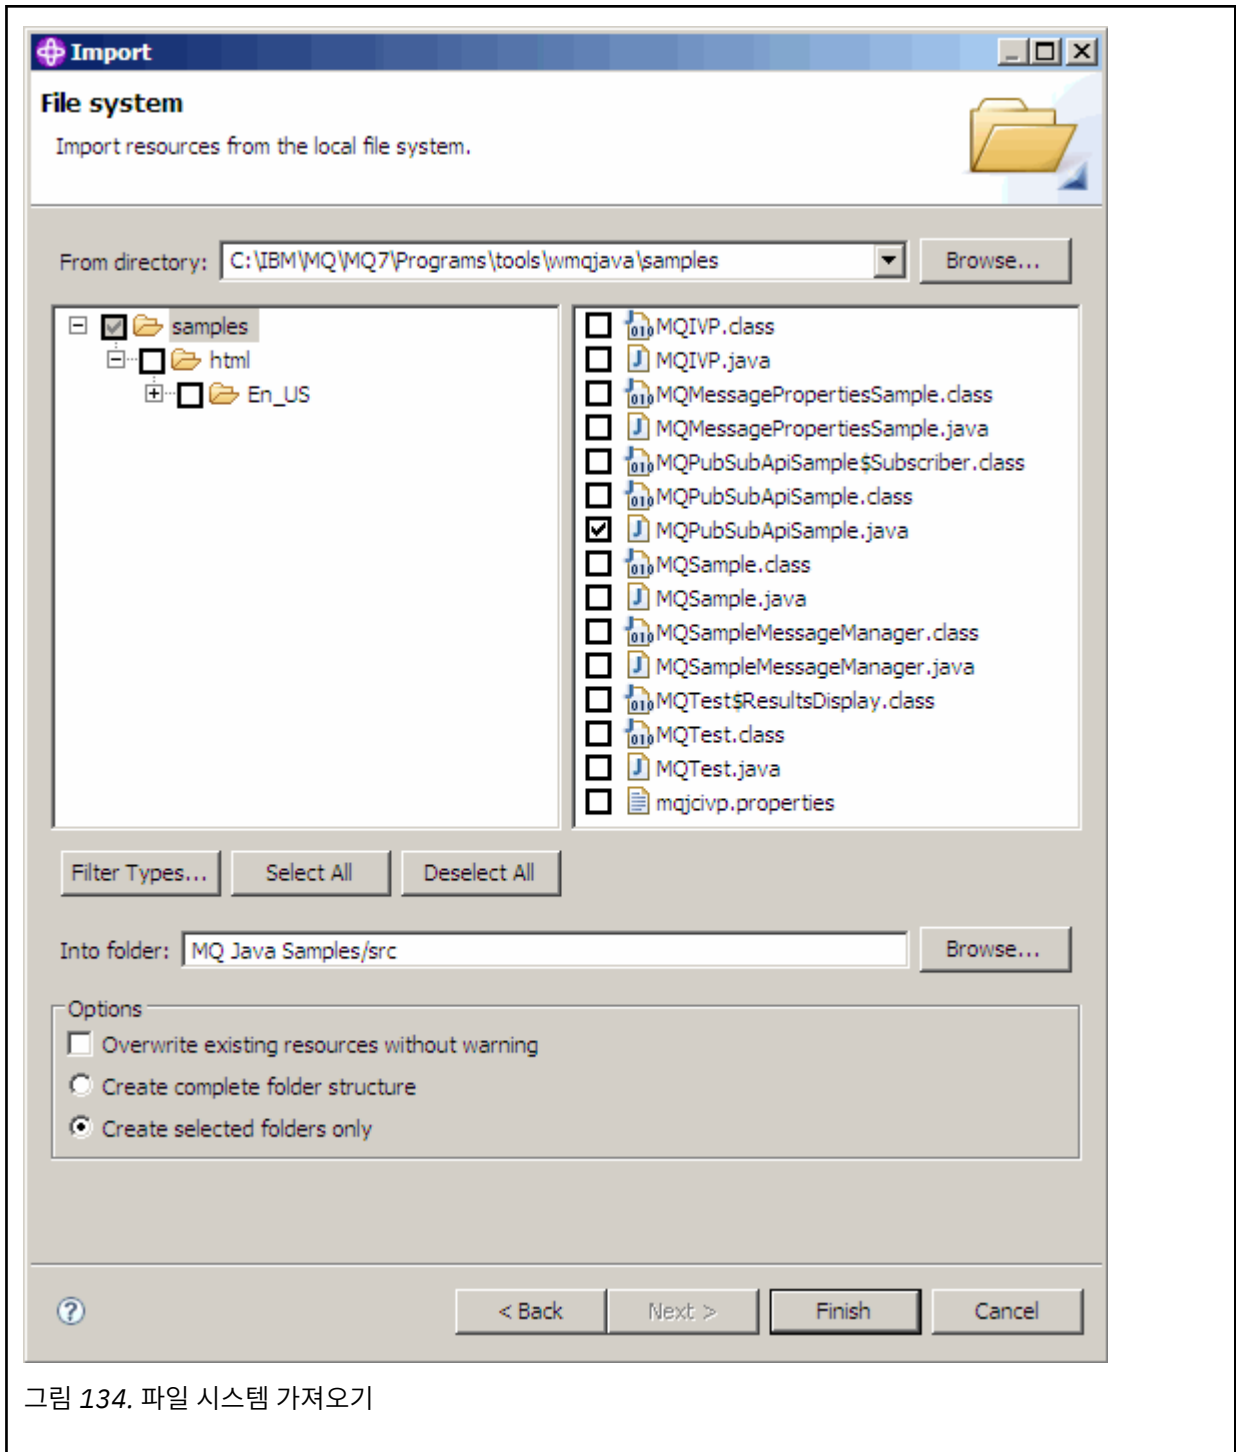 Import
File system
Import resources from the local file system.
From directory: C:\IBM\MQ\MQ7\Programs\tools\wmqjava\samples Browse...
samples
html
En_US
MQIVP.class
MQIVP.java
MQMessagePropertiesSample.class
MQMessagePropertiesSample.java
MQPubSubApiSample$Subscriber.class
MQPubSubApiSample.class
MQPubSubApiSample.java
MQSample.class
MQSample.java
MQSampleMessageManager.class
MQSampleMessageManager.java
MQTest$ResultsDisplay.class
MQTest.class
MQTest.java
mqjcivp.properties
Filter Types... Select All Deselect All
Into folder: MQ Java Samples/src Browse...
Options
Overwrite existing resources without warning
Create complete folder structure
Create selected folders only
< Back Next > Finish Cancel
그림 134. 파일 시스템 가져오기